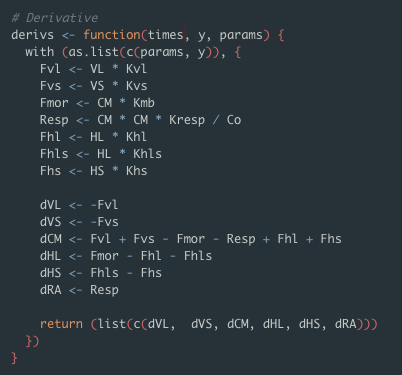 # Derivative
derivs <- function(times, y, params) {
  with (as.list(c(params, y)), {
    Fvl <- VL * Kvl
    Fvs <- VS * Kvs
    Fmor <- CM * Kmb
    Resp <- CM * CM * Kresp / Co
    Fhl <- HL * Khl
    Fhls <- HL * Khls
    Fhs <- HS * Khs

    dVL <- -Fvl
    dVS <- -Fvs
    dCM <- Fvl + Fvs - Fmor - Resp + Fhl + Fhs
    dHL <- Fmor - Fhl - Fhls
    dHS <- Fhls - Fhs
    dRA <- Resp

    return (list(c(dVL,  dVS, dCM, dHL, dHS, dRA)))
  })
}